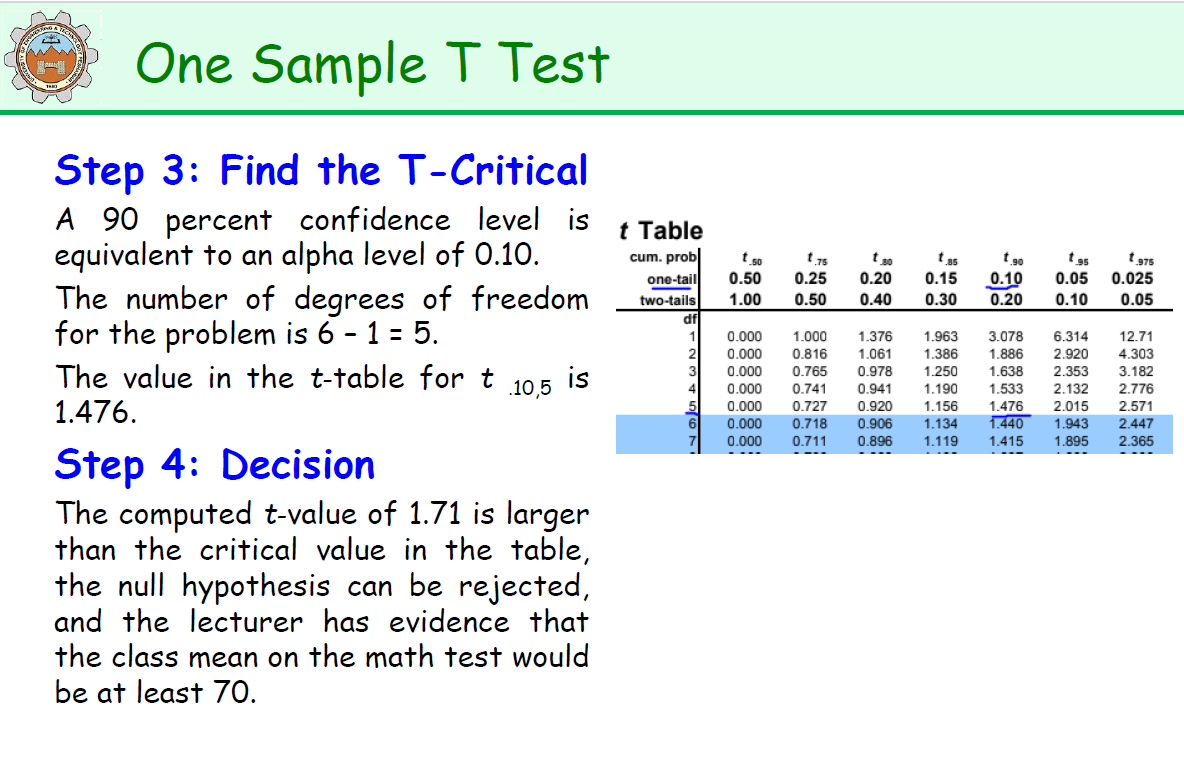 One Sample T Test
Step 3: Find the T-Critical
A 90 percent confidence level is
equivalent to an alpha level of 0.10.
The number of degrees of freedom
for the problem is 6 – 1 = 5.
The value in the t-table for t .10,5 is
1.476.
Step 4: Decision
The computed t-value of 1.71 is larger
than the critical value in the table,
the null hypothesis can be rejected,
and the lecturer has evidence that
the class mean on the math test would
be at least 70.
t Table
cum. prob t .50 t .75 t .80 t .85 t .90 t .95 t .975
one-tail 0.50 0.25 0.20 0.15 0.10 0.05 0.025
two-tails 1.00 0.50 0.40 0.30 0.20 0.10 0.05
df
1 0.000 1.000 1.376 1.963 3.078 6.314 12.71
2 0.000 0.816 1.061 1.386 1.886 2.920 4.303
3 0.000 0.765 0.978 1.250 1.638 2.353 3.182
4 0.000 0.741 0.941 1.190 1.533 2.132 2.776
5 0.000 0.727 0.920 1.156 1.476 2.015 2.571
6 0.000 0.718 0.906 1.134 1.440 1.943 2.447
7 0.000 0.711 0.896 1.119 1.415 1.895 2.365